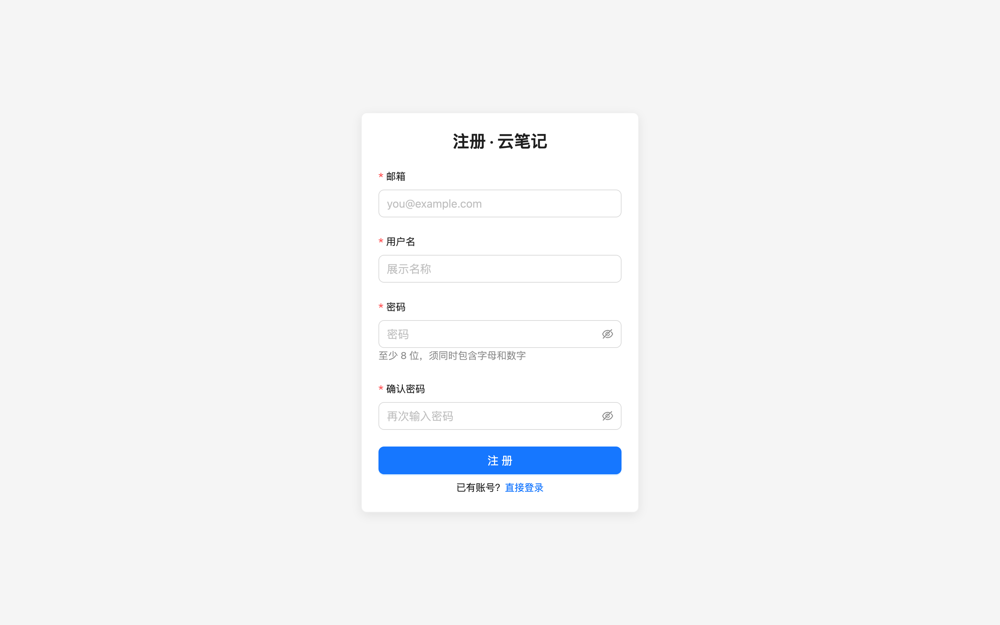 注册 · 云笔记
* 邮箱
you@example.com
* 用户名
展示名称
* 密码
密码
至少 8 位，须同时包含字母和数字
* 确认密码
再次输入密码
注 册
已有账号？直接登录